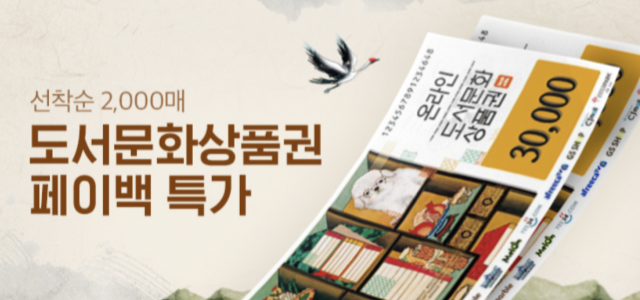 선착순 2,000매
도서문화상품권
페이백 특가
1234567891234648
온라인
도서문화
상품권
30,000